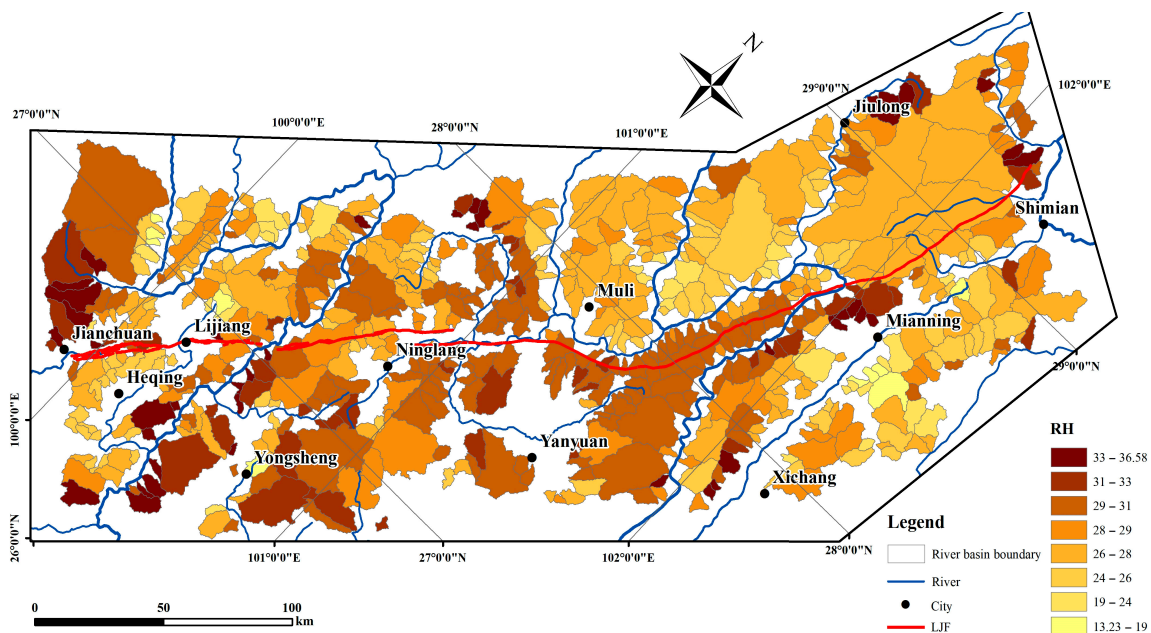 N
102°0'0"E
29°0'0"N
Jiulong
27°0'0"N
100°0'0"E
28°0'0"N
101°0'0"E
Shimian
Muli
Jianchuan
Lijiang
Mianning
Ninglang
Heqing
29°0'0"N
100°0'0"E
RH
Yanyuan
Yongsheng
33 – 36.58
Xichang
31 – 33
29 – 31
Legend
28 – 29
26°0'0"N
101°0'0"E
27°0'0"N
102°0'0"E
28°0'0"N
River basin boundary
26 – 28
River
24 – 26
0 50 100
City
19 – 24
km
LJF
13.23 – 19